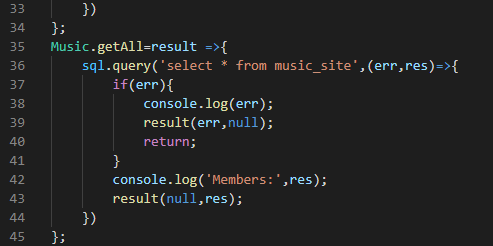 33 })
34 };
35 Music.getAll=result =>{
36 sql.query('select * from music_site',(err,res)=>{
37 if(err){
38 console.log(err);
39 result(err,null);
40 return;
41 }
42 console.log('Members:',res);
43 result(null,res);
44 })
45 };